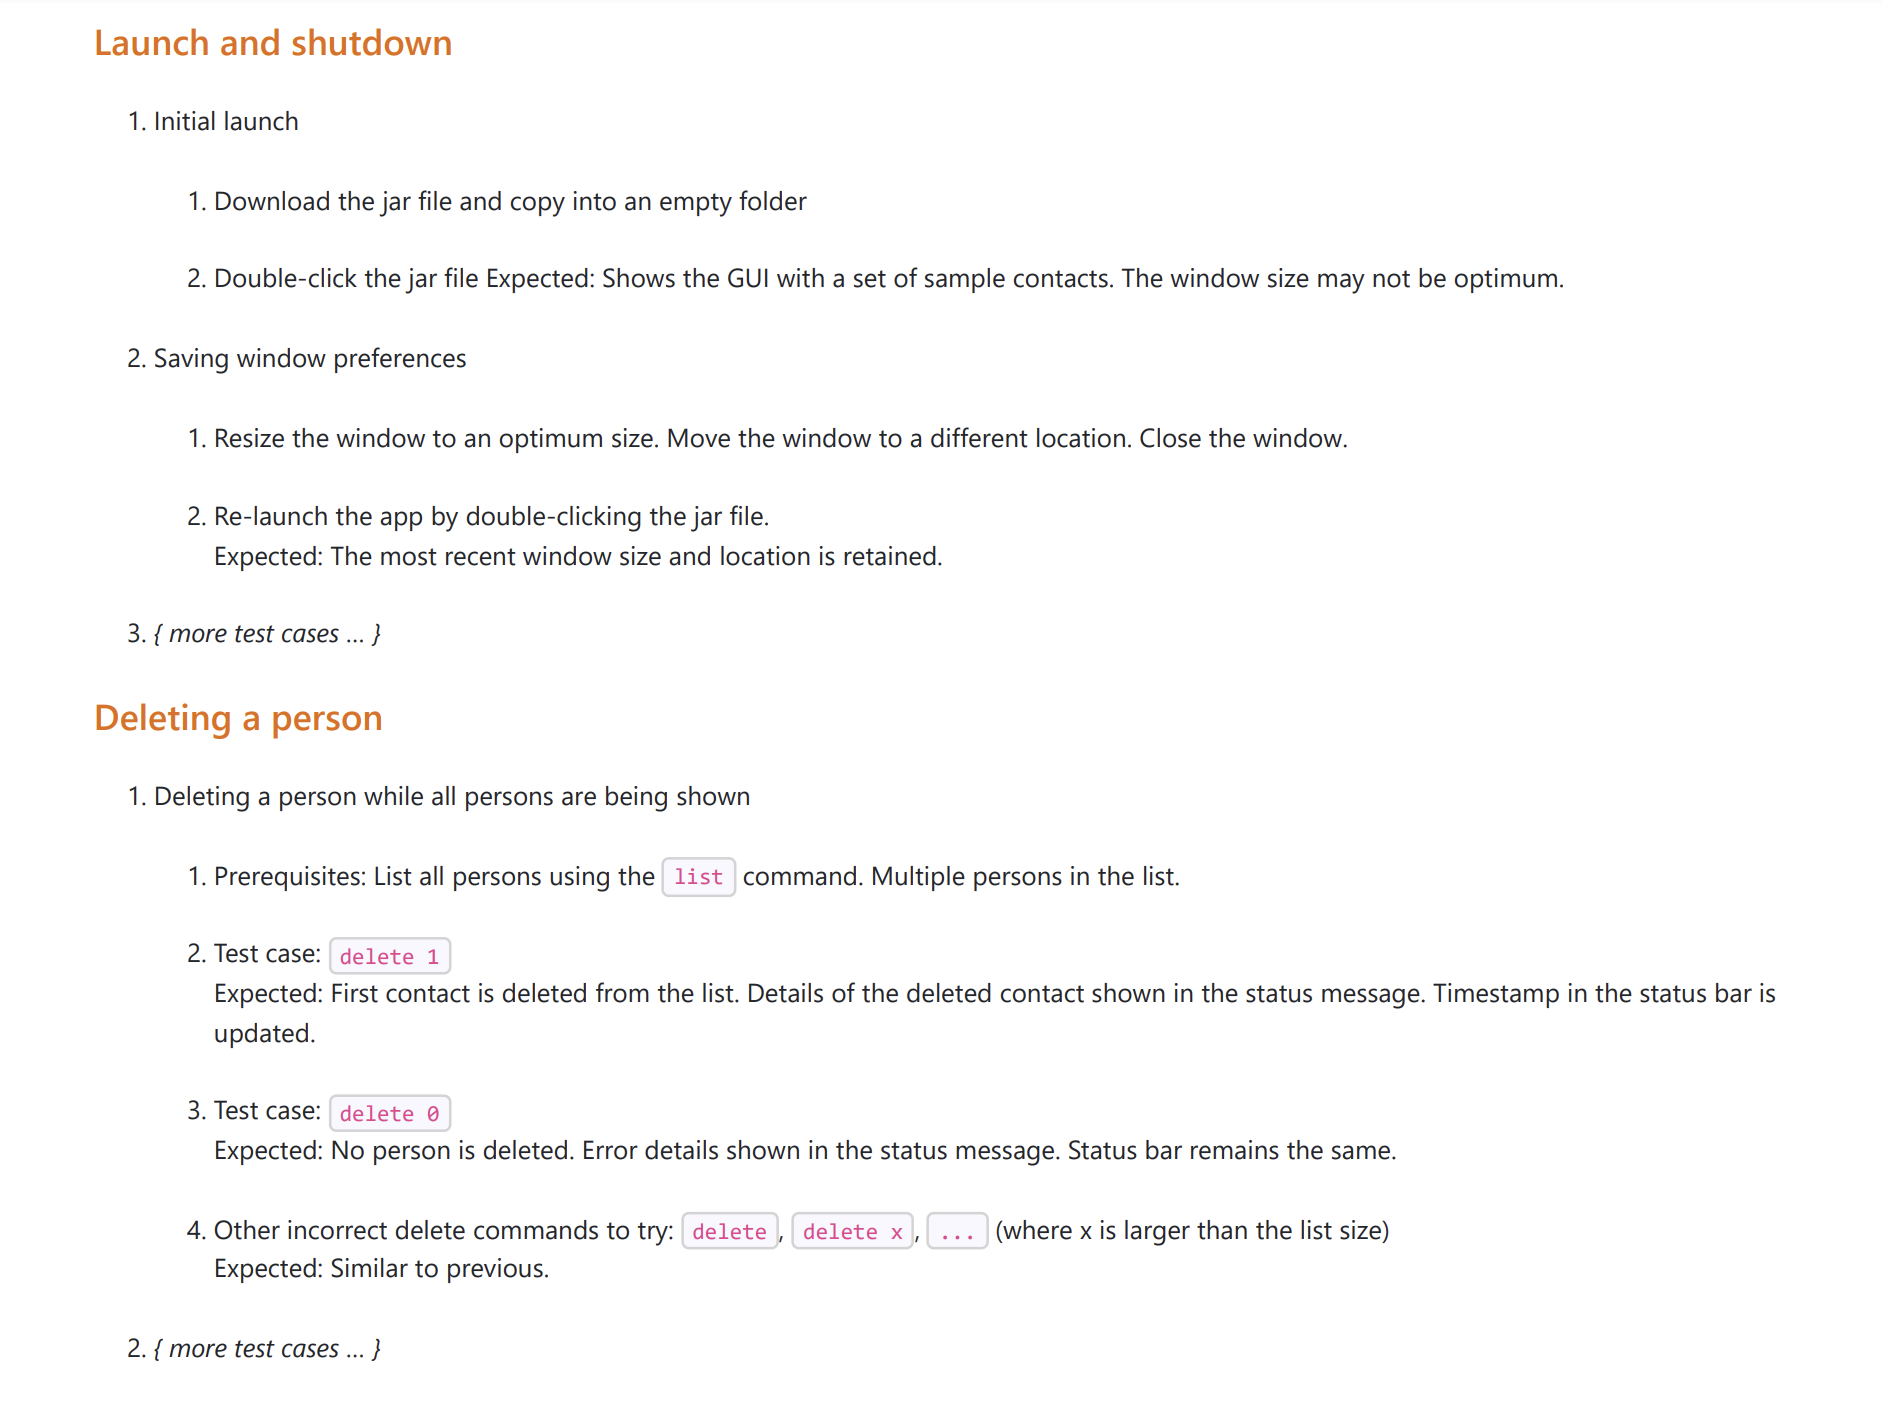 Launch and shutdown
1. Initial launch
1. Download the jar file and copy into an empty folder
2. Double-click the jar file Expected: Shows the GUI with a set of sample contacts. The window size may not be optimum.
2. Saving window preferences
1. Resize the window to an optimum size. Move the window to a different location. Close the window.
2. Re-launch the app by double-clicking the jar file.
Expected: The most recent window size and location is retained.
3. { more test cases … }
Deleting a person
1. Deleting a person while all persons are being shown
1. Prerequisites: List all persons using the list command. Multiple persons in the list.
2. Test case: delete 1
Expected: First contact is deleted from the list. Details of the deleted contact shown in the status message. Timestamp in the status bar is
updated.
3. Test case: delete 0
Expected: No person is deleted. Error details shown in the status message. Status bar remains the same.
4. Other incorrect delete commands to try: delete, delete x, ... (where x is larger than the list size)
Expected: Similar to previous.
2. { more test cases … }